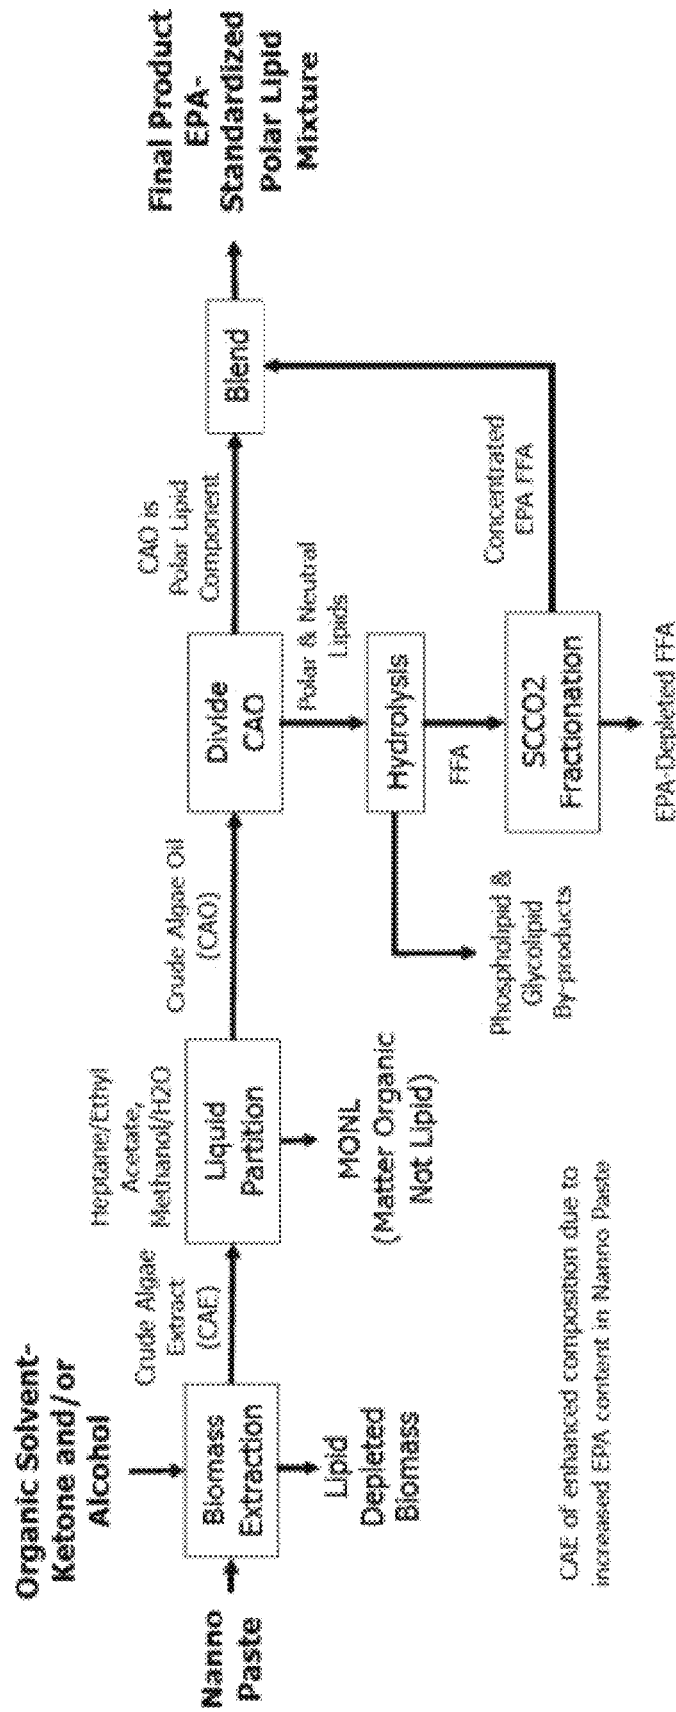 Organic Solvent-
Ketone and/or
Alcohol
Nanno
Paste
Biomass
Extraction
Lipid
Depleted
Biomass
Crude Algae
Extract
(CAE)
Heptane/Ethyl
Acetate,
Methanol/H2O
Liquid
Partition
MONL
(Matter Organic
Not Lipid)
Crude Algae Oil
(CAO)
Divide
CAO
CAO is
Polar Lipid
Component
Polar & Neutral
Lipids
Hydrolysis
Phospholipid &
Glycolipid
By-products
FFA
SCCO2
Fractionation
EPA-Depleted FFA
Concentrated
EPA FFA
Blend
Final Product
EPA-
Standardized
Polar Lipid
Mixture
CAE of enhanced composition due to
increased EPA content in Nanno Paste